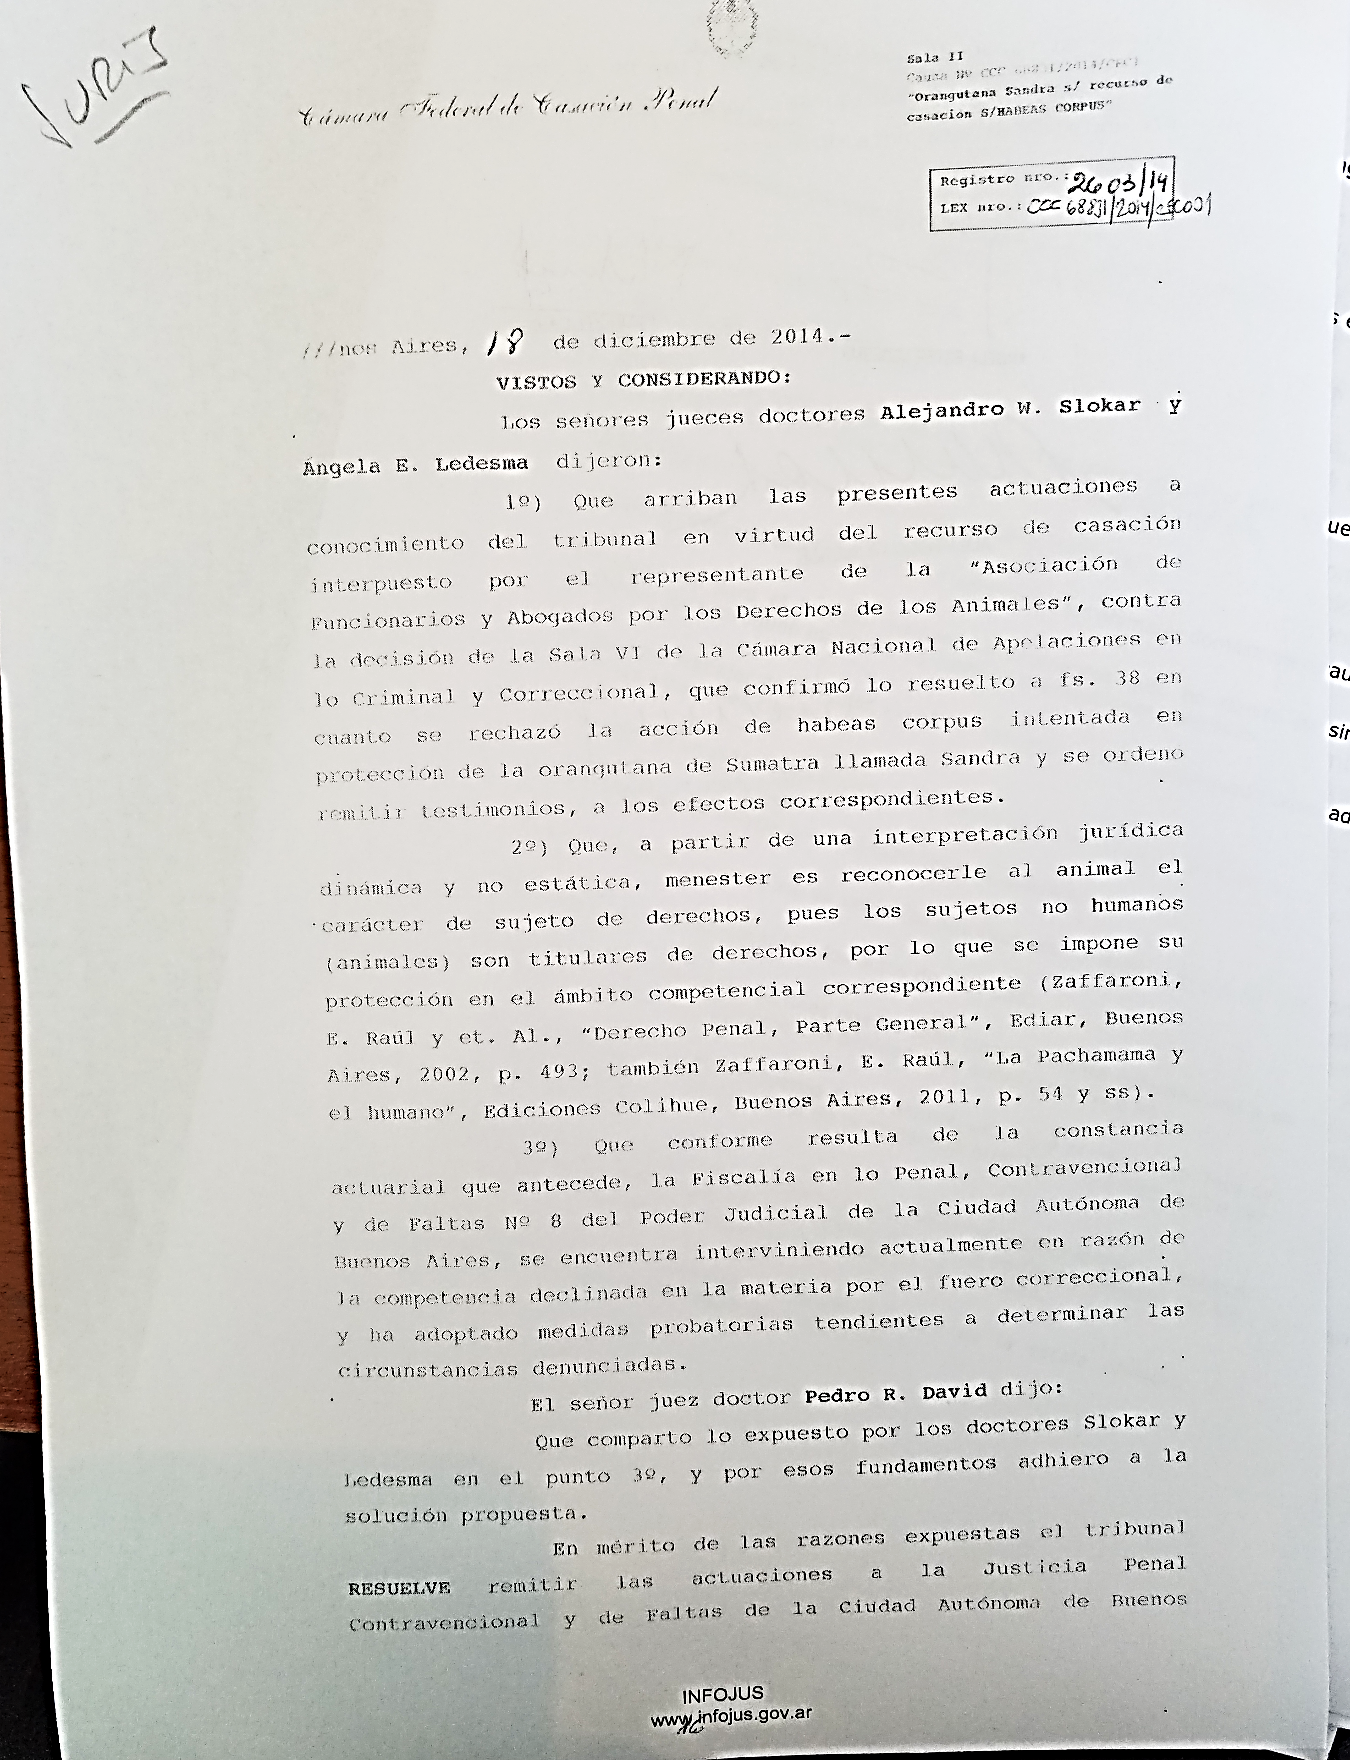 JURIS
Sala II
Causa Nº CCC 68831/2014/CFC1
"Orangutana Sandra s/ recurso de
casación S/HABEAS CORPUS"
Cámara Federal de Casación Penal
Registro nro.: 2603/14
LEX nro.: CCC 68831/2014/CFC001
///nos Aires, 18 de diciembre de 2014.-
VISTOS Y CONSIDERANDO:
Los señores jueces doctores Alejandro W. Slokar y
Ángela E. Ledesma dijeron:
1º) Que arriban las presentes actuaciones a
conocimiento del tribunal en virtud del recurso de casación
interpuesto por el representante de la "Asociación de
Funcionarios y Abogados por los Derechos de los Animales", contra
la decisión de la Sala VI de la Cámara Nacional de Apelaciones en
lo Criminal y Correccional, que confirmó lo resuelto a fs. 38 en
cuanto se rechazó la acción de habeas corpus intentada en
protección de la orangutana de Sumatra llamada Sandra y se ordeno
remitir testimonios, a los efectos correspondientes.
2º) Que, a partir de una interpretación jurídica
dinámica y no estática, menester es reconocerle al animal el
carácter de sujeto de derechos, pues los sujetos no humanos
(animales) son titulares de derechos, por lo que se impone su
protección en el ámbito competencial correspondiente (Zaffaroni,
E. Raúl y et. Al., "Derecho Penal, Parte General", Ediar, Buenos
Aires, 2002, p. 493; también Zaffaroni, E. Raúl, "La Pachamama y
el humano", Ediciones Colihue, Buenos Aires, 2011, p. 54 y ss).
3º) Que conforme resulta de la constancia
actuarial que antecede, la Fiscalía en lo Penal, Contravencional
y de Faltas Nº 8 del Poder Judicial de la Ciudad Autónoma de
Buenos Aires, se encuentra interviniendo actualmente en razón de
la competencia declinada en la materia por el fuero correccional,
y ha adoptado medidas probatorias tendientes a determinar las
circunstancias denunciadas.
El señor juez doctor Pedro R. David dijo:
Que comparto lo expuesto por los doctores Slokar y
Ledesma en el punto 3º, y por esos fundamentos adhiero a la
solución propuesta.
En mérito de las razones expuestas el tribunal
RESUELVE remitir las actuaciones a la Justicia Penal
Contravencional y de Faltas de la Ciudad Autónoma de Buenos
INFOJUS
www.infojus.gov.ar